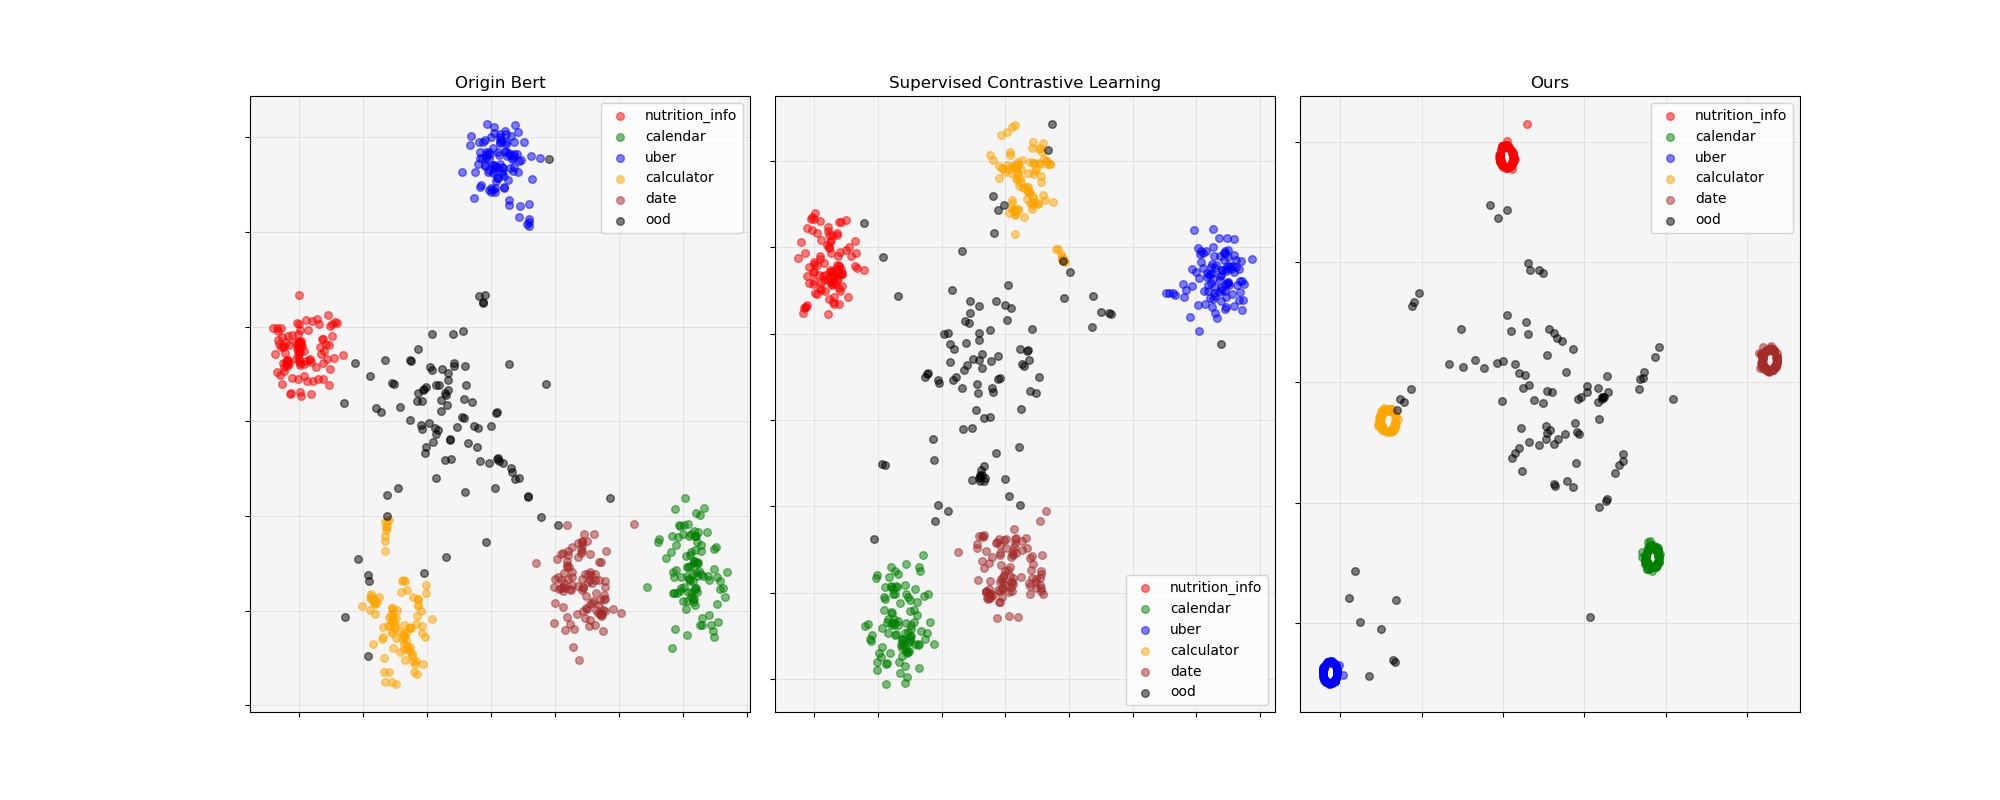 Origin Bert
nutrition_info
calendar
uber
calculator
date
ood
Supervised Contrastive Learning
nutrition_info
calendar
uber
calculator
date
ood
Ours
nutrition_info
calendar
uber
calculator
date
ood